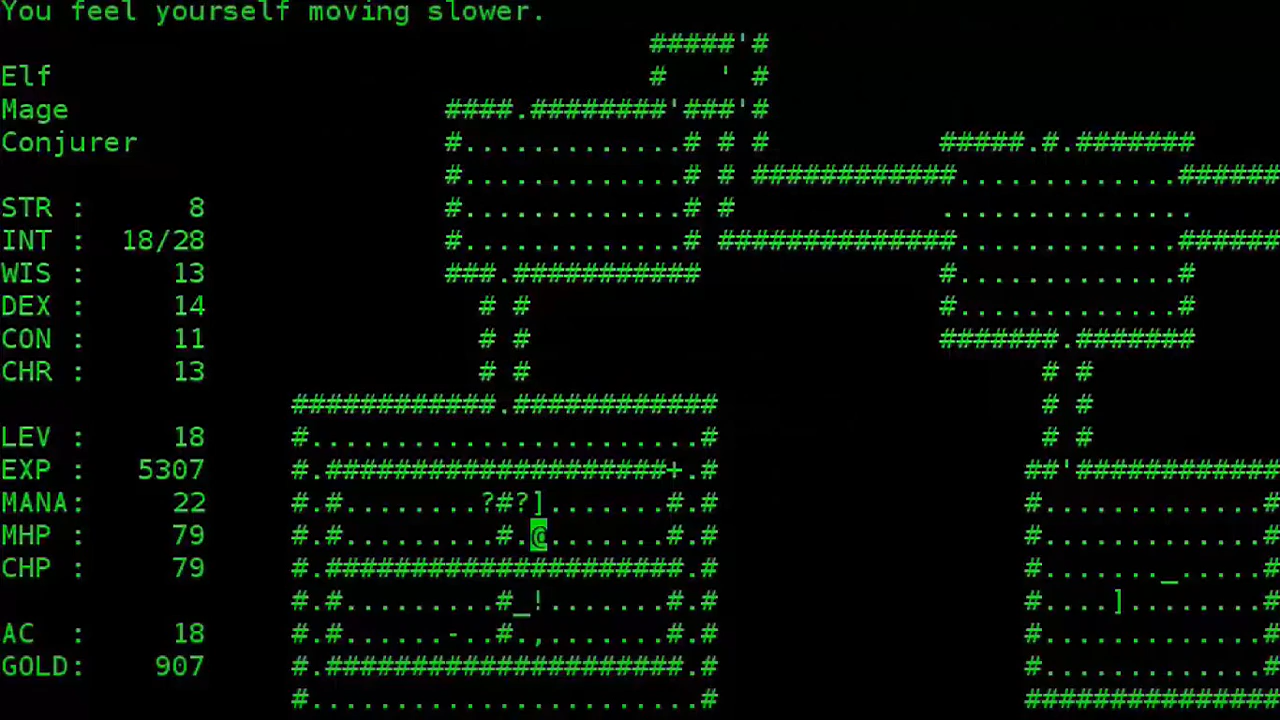 You feel yourself moving slower.
#####'#
Elf # ' #
Mage ####.########'###'#
Conjurer #.............# # # #####.#.#######
#.............# # ############.............######
STR : 8 #.............# # ...............
INT : 18/28 #.............# ##############.............######
WIS : 13 ###.########### #.............#
DEX : 14 # # #.............#
CON : 11 # # #######.#######
CHR : 13 # # # #
############.############ # #
LEV : 18 #.......................# # #
EXP : 5307 #.####################+.# ##'############
MANA: 22 #.#........?#?].......#.# #.............#
MHP : 79 #.#.........#.@.......#.# #.............#
CHP : 79 #.#####################.# #......._.....#
#.#.........#_!.......#.# #....]........#
AC : 18 #.#......-..#.,.......#.# #.............#
GOLD: 907 #.#####################.# #.............#
#.......................# ###############